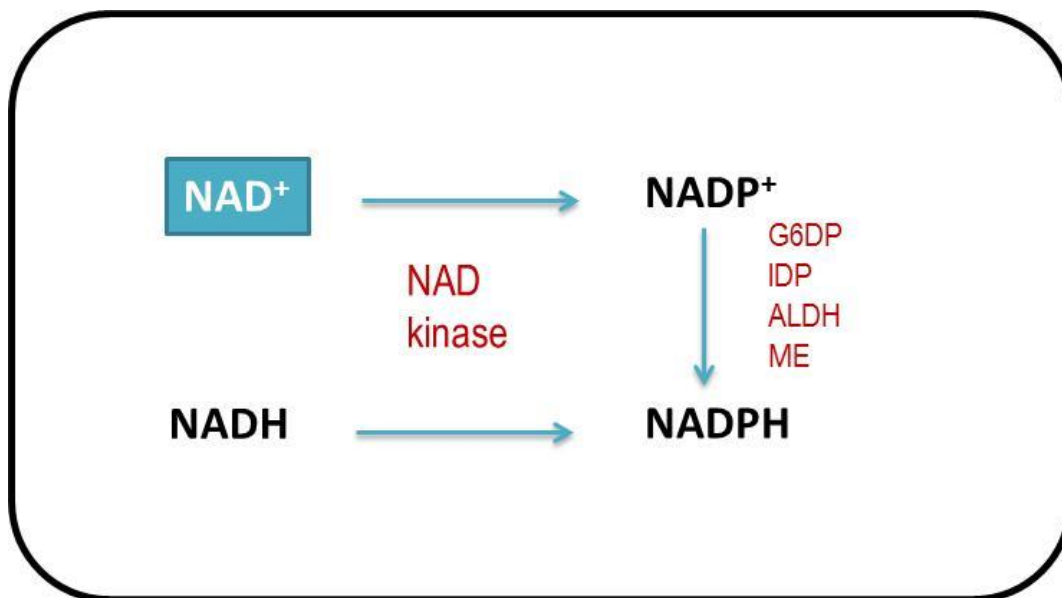 NAD⁺
NADP⁺
G6DP
IDP
ALDH
ME
NAD
kinase
NADH
NADPH